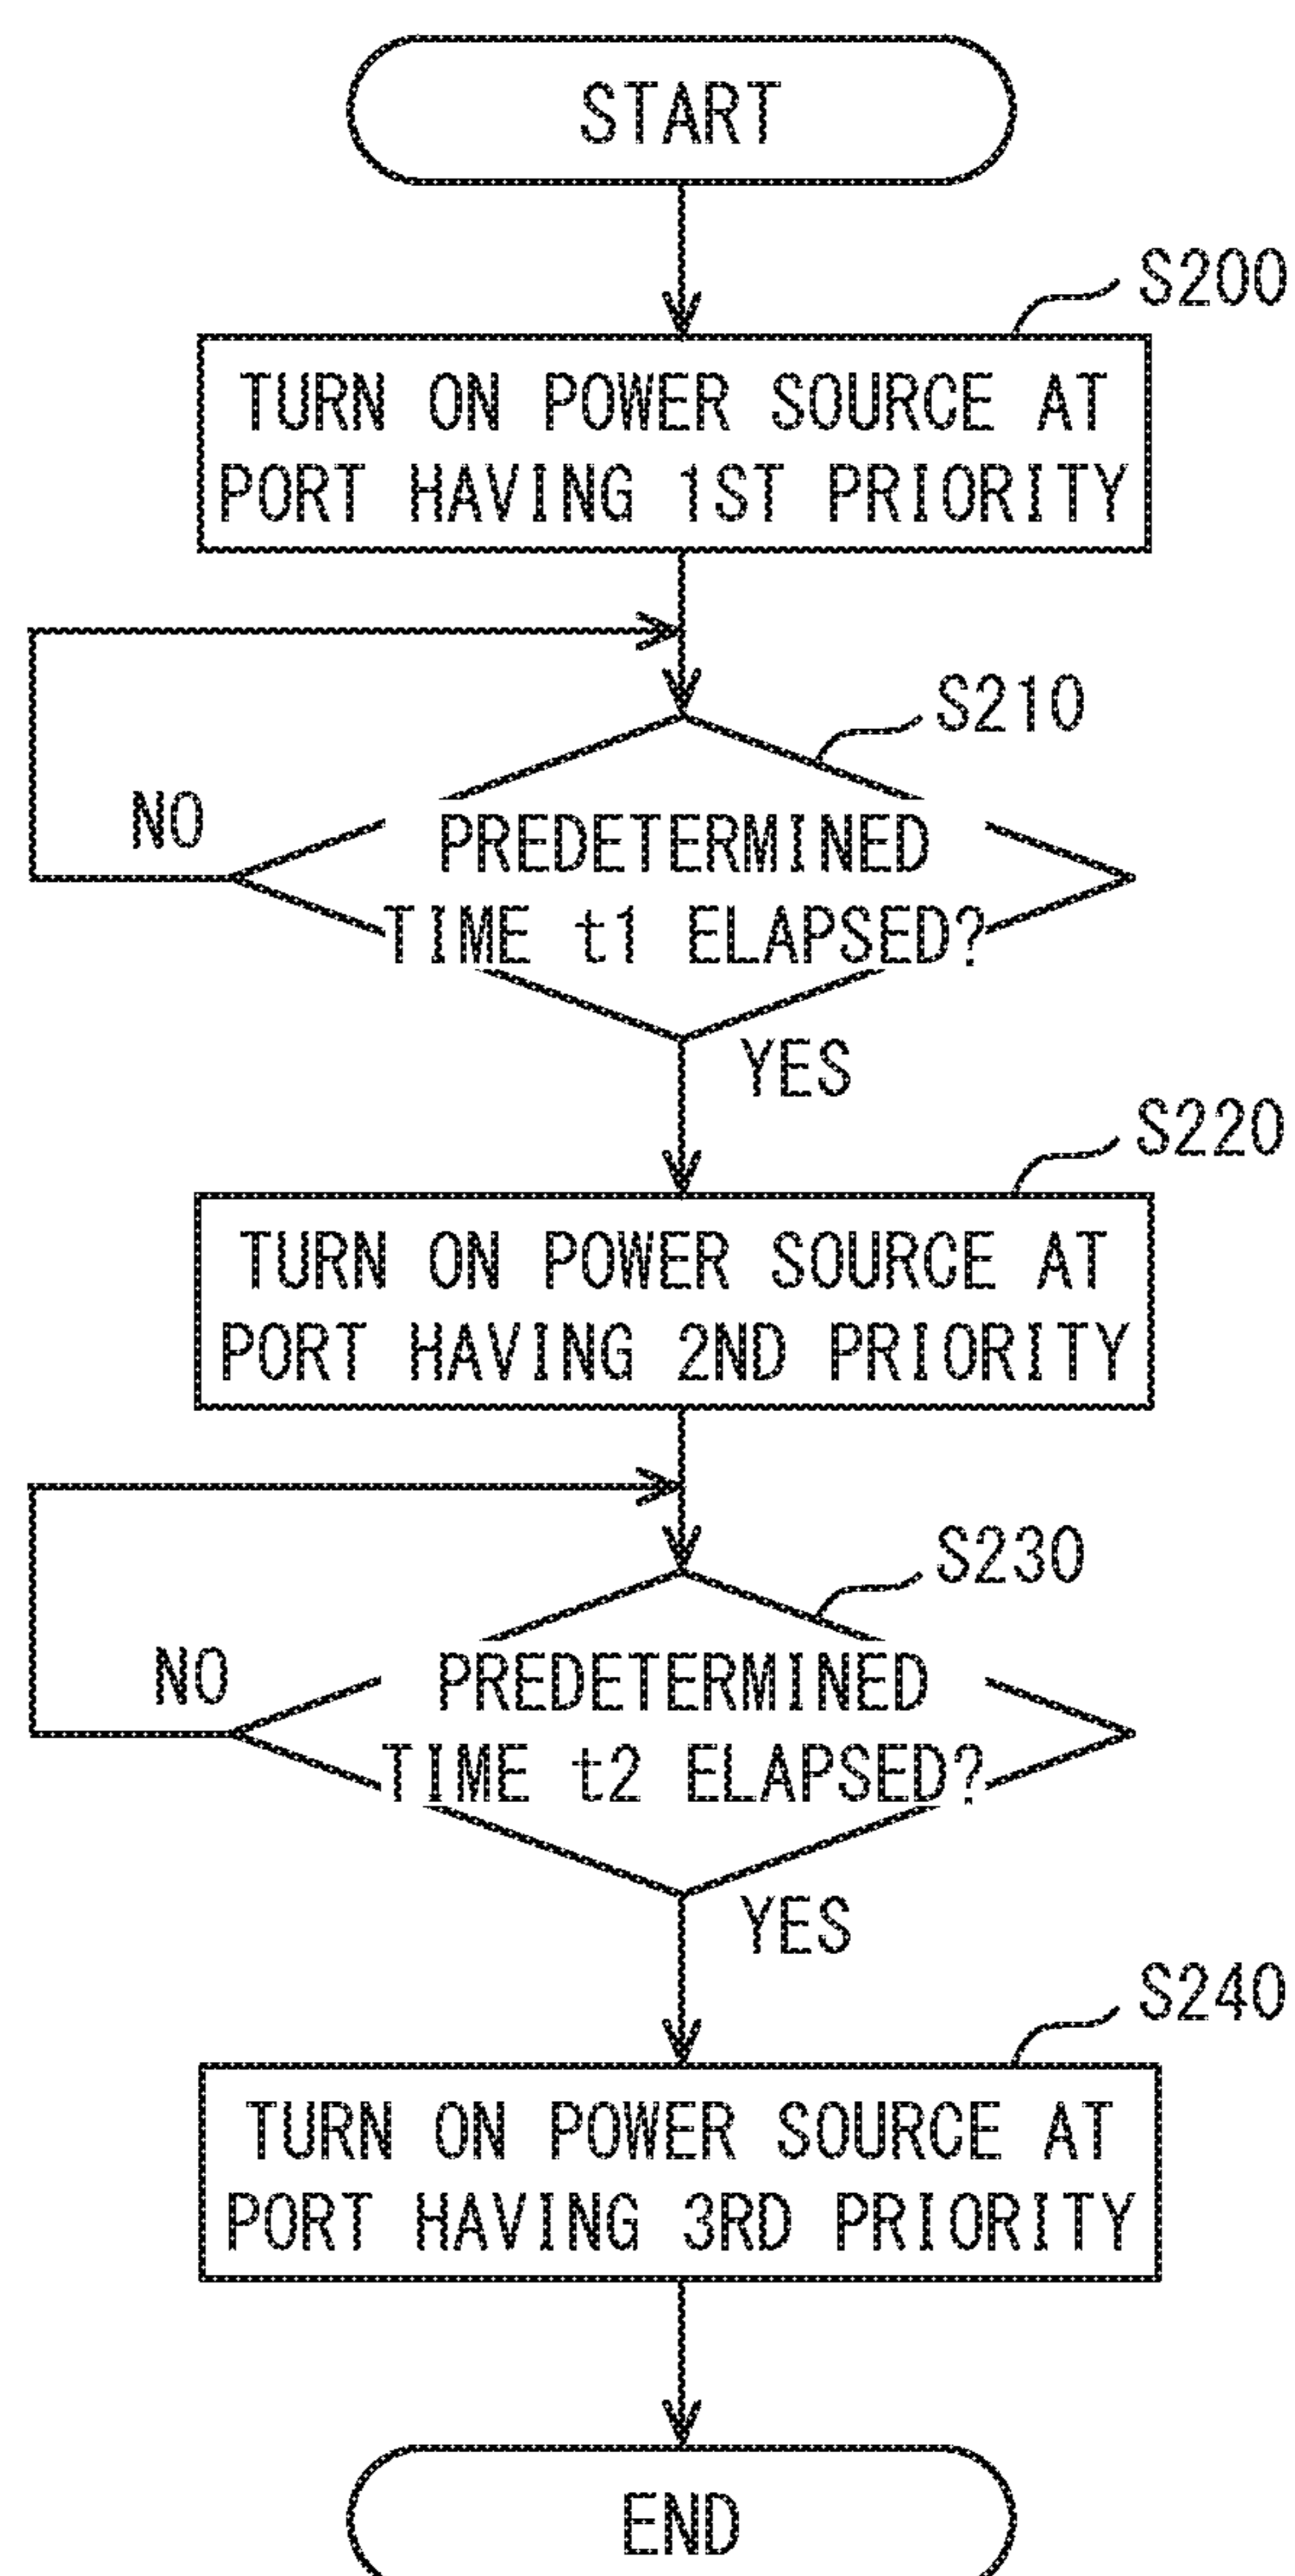 START
S200
TURN ON POWER SOURCE AT
PORT HAVING 1ST PRIORITY
S210
NO
PREDETERMINED
TIME t1 ELAPSED?
YES
S220
TURN ON POWER SOURCE AT
PORT HAVING 2ND PRIORITY
S230
NO
PREDETERMINED
TIME t2 ELAPSED?
YES
S240
TURN ON POWER SOURCE AT
PORT HAVING 3RD PRIORITY
END